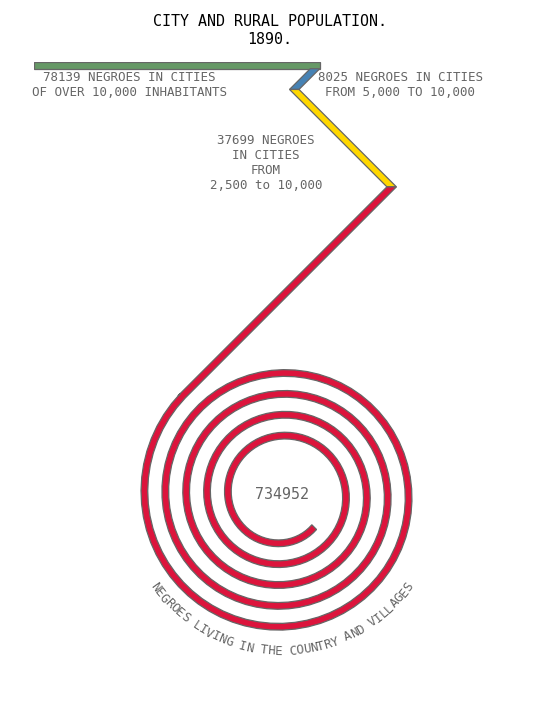 CITY AND RURAL POPULATION.
1890.
78139 NEGROES IN CITIES
OF OVER 10,000 INHABITANTS
8025 NEGROES IN CITIES
FROM 5,000 TO 10,000
37699 NEGROES
IN CITIES
FROM
2,500 to 10,000
734952
NEGROES LIVING IN THE COUNTRY AND VILLAGES